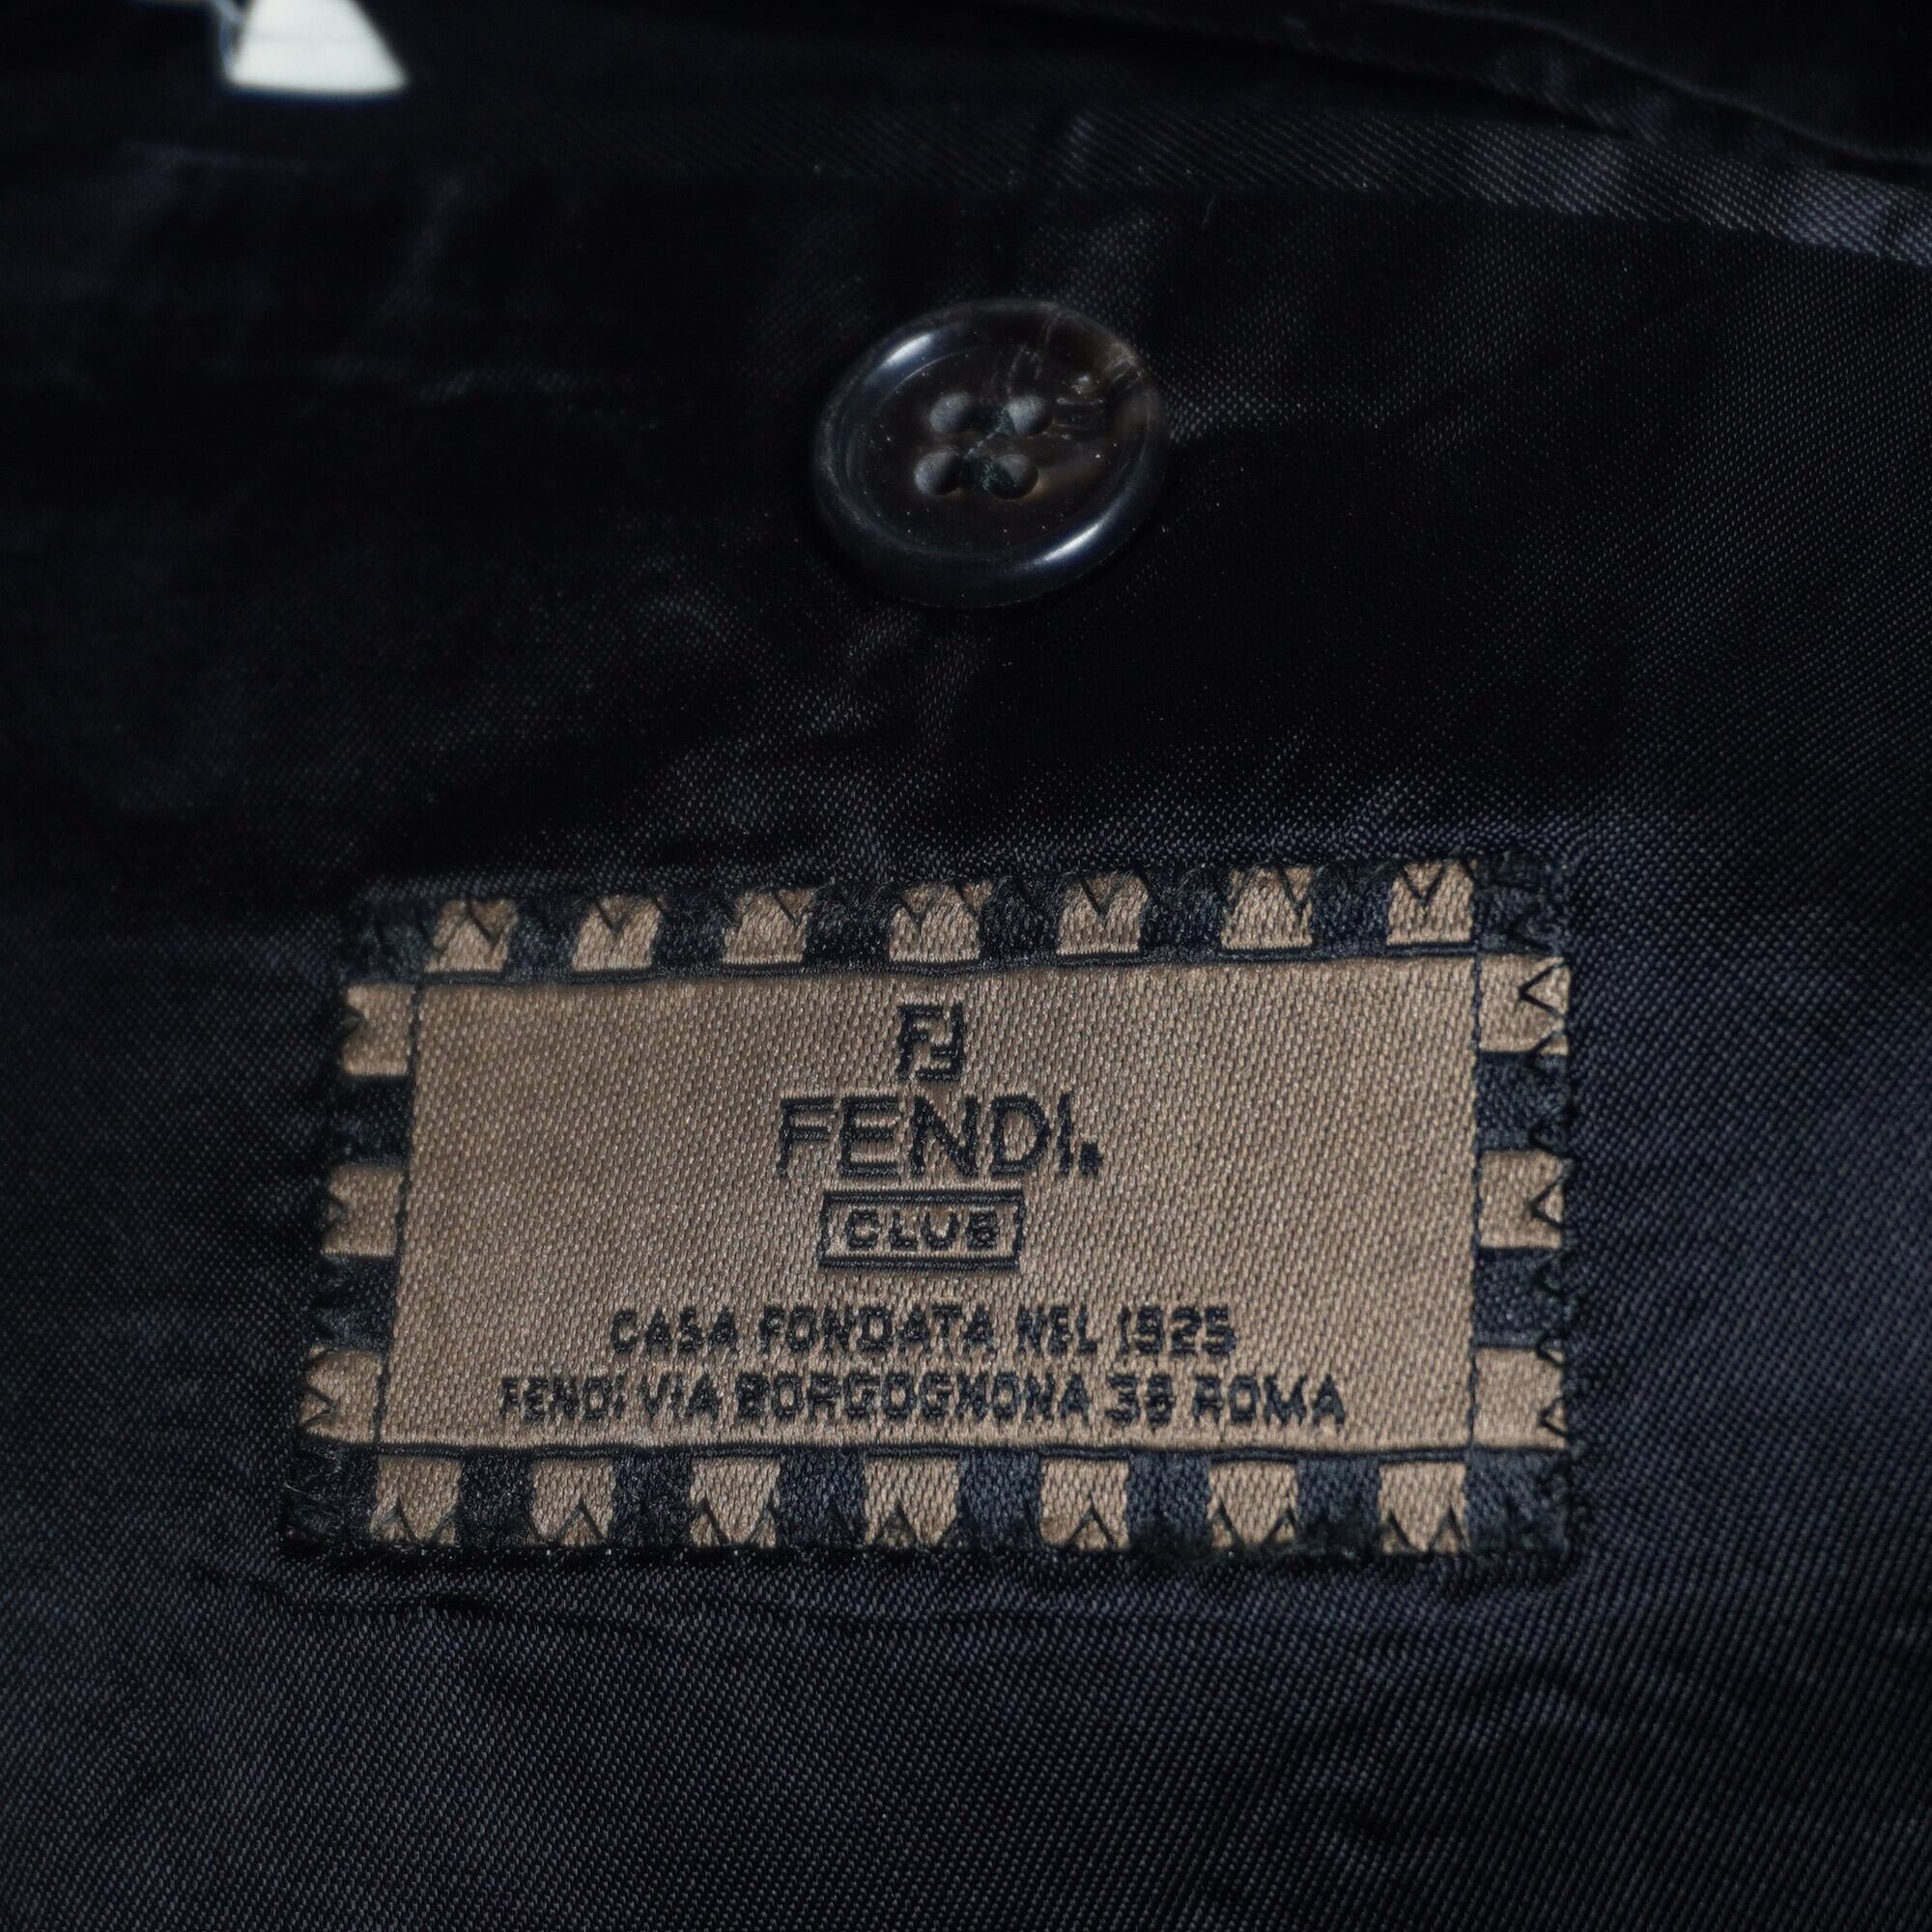 FF
FENDI
CLUB
CASA FONDATA NEL 1925
FENDI VIA BORGOGNONA 38 ROMA